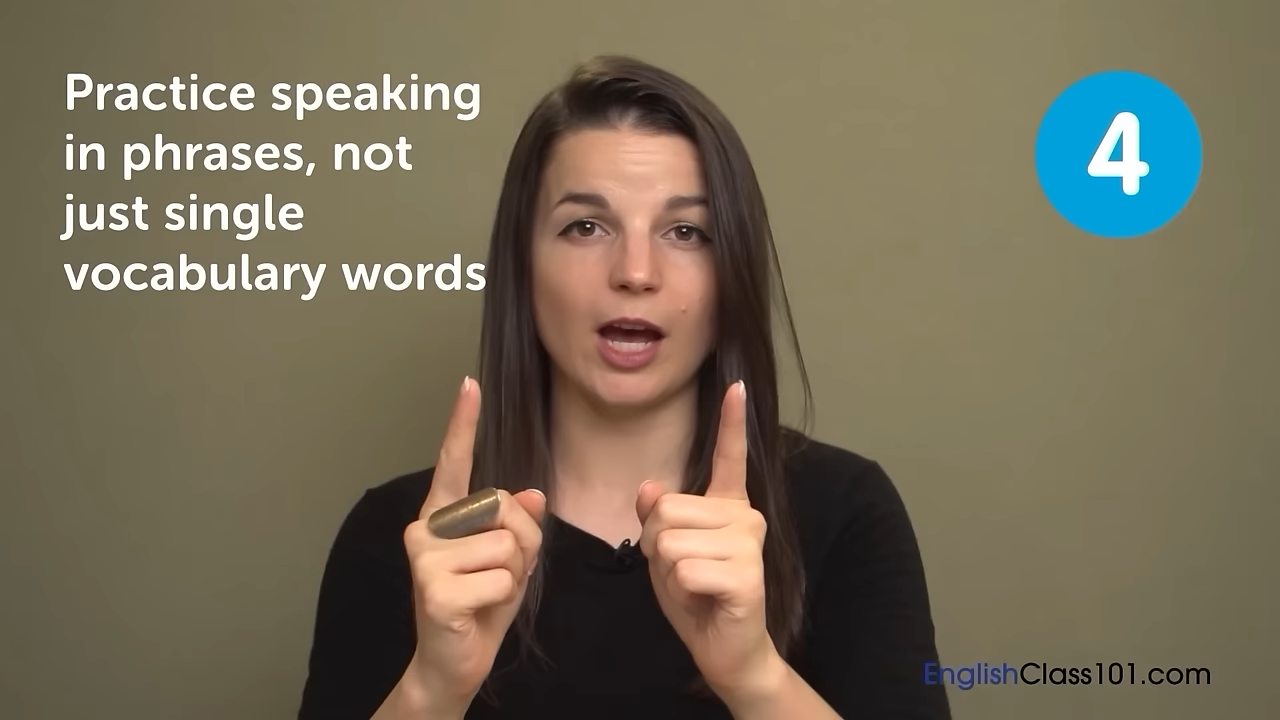 Practice speaking
in phrases, not
just single
vocabulary words
4
EnglishClass101.com